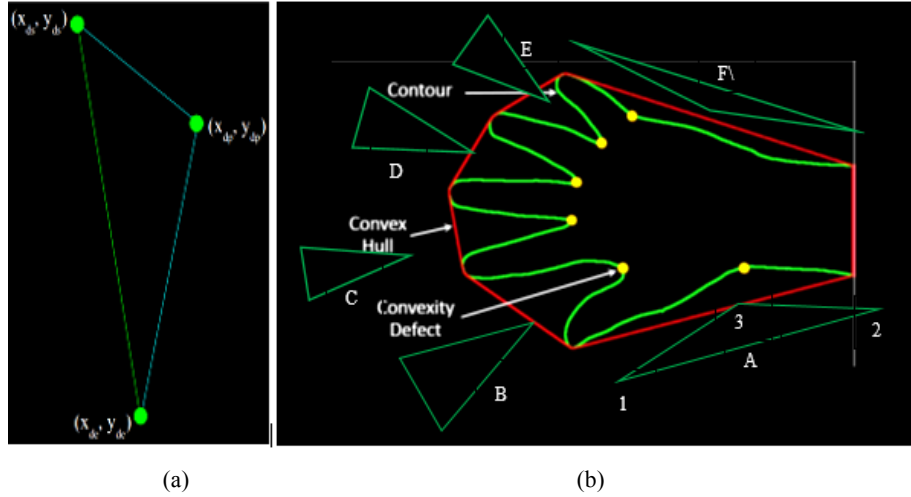 (x_ds, y_ds)
(x_dp, y_dp)
(x_de, y_de)
E
F\
Contour
D
Convex
Hull
C
Convexity
Defect
3
2
A
B
1
(a)
(b)